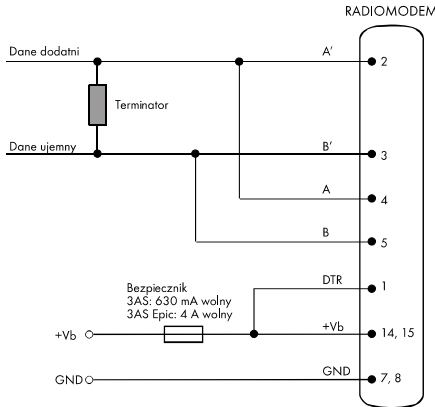 RADIOMODEM
Dane dodatni
A'
2
Terminator
Dane ujemny
B'
3
A
4
B
5
DTR
1
Bezpiecznik
3AS: 630 mA wolny
3AS Epic: 4 A wolny
+Vb
+Vb
14, 15
GND
GND
7, 8